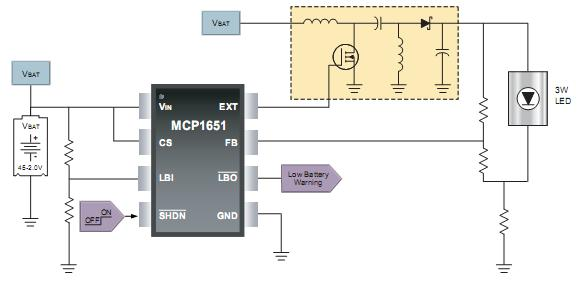 VBAT
VBAT
VBAT
+
-
45-2.0V
VIN
EXT
MCP1651
CS
FB
LBI
LBO
SHDN
GND
ON
OFF
Low Battery
Warning
3W
LED